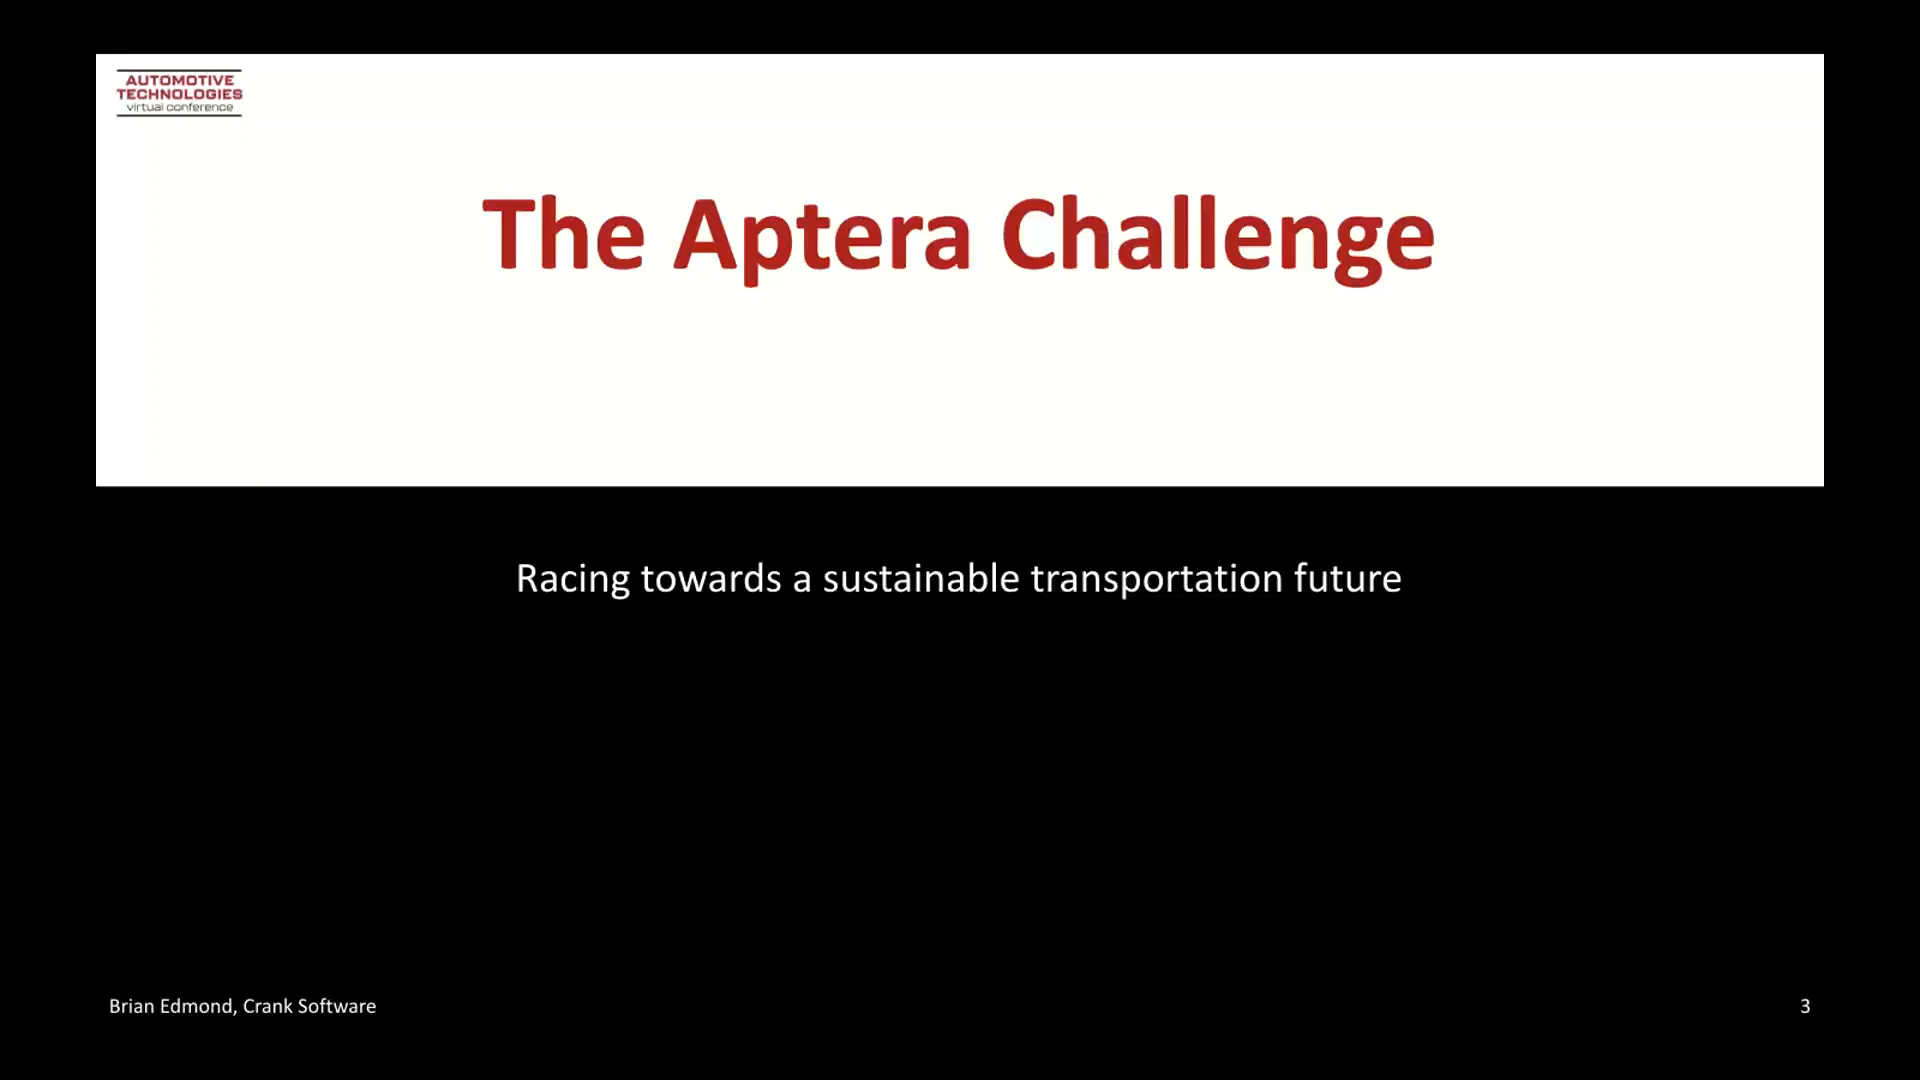 AUTOMOTIVE
TECHNOLOGIES
virtual conference
The Aptera Challenge
Racing towards a sustainable transportation future
Brian Edmond, Crank Software
3